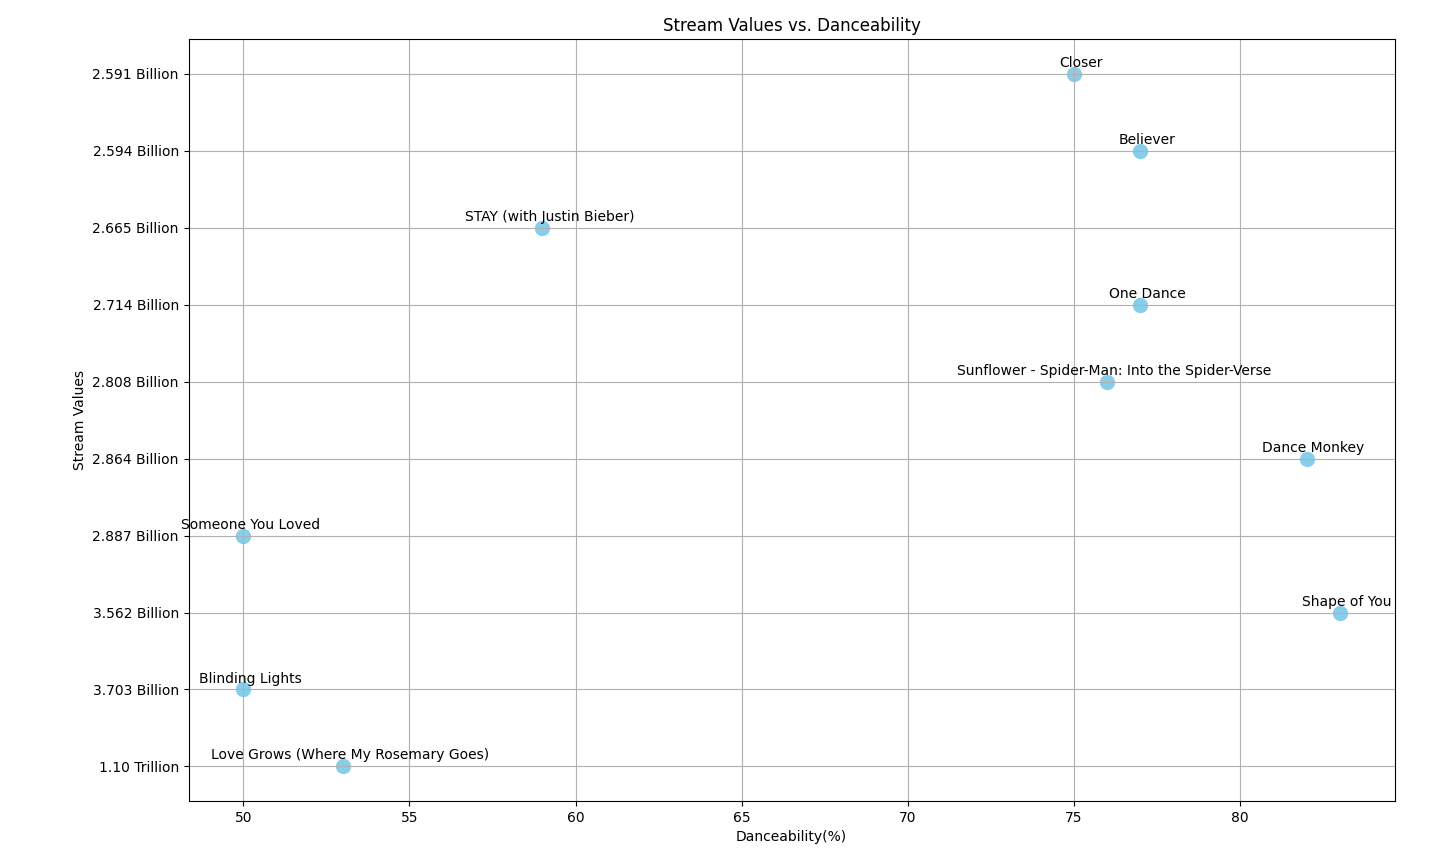 Stream Values vs. Danceability
Closer
2.591 Billion
Believer
2.594 Billion
STAY (with Justin Bieber)
2.665 Billion
One Dance
2.714 Billion
Sunflower - Spider-Man: Into the Spider-Verse
2.808 Billion
Stream Values
Dance Monkey
2.864 Billion
Someone You Loved
2.887 Billion
Shape of You
3.562 Billion
Blinding Lights
3.703 Billion
Love Grows (Where My Rosemary Goes)
1.10 Trillion
50 55 60 65 70 75 80
Danceability(%)